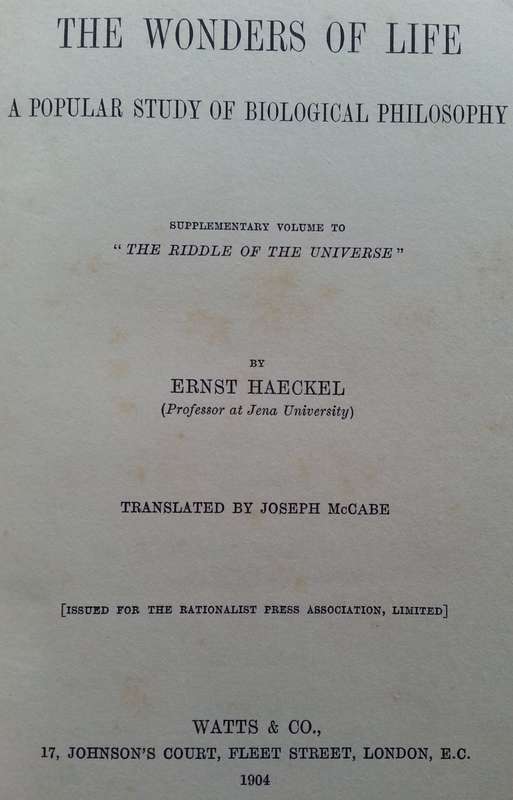 THE WONDERS OF LIFE
A POPULAR STUDY OF BIOLOGICAL PHILOSOPHY
SUPPLEMENTARY VOLUME TO
“THE RIDDLE OF THE UNIVERSE”
BY
ERNST HAECKEL
(Professor at Jena University)
TRANSLATED BY JOSEPH McCABE
[ISSUED FOR THE RATIONALIST PRESS ASSOCIATION, LIMITED]
WATTS & CO.,
17, JOHNSON'S COURT, FLEET STREET, LONDON, E.C.
1904